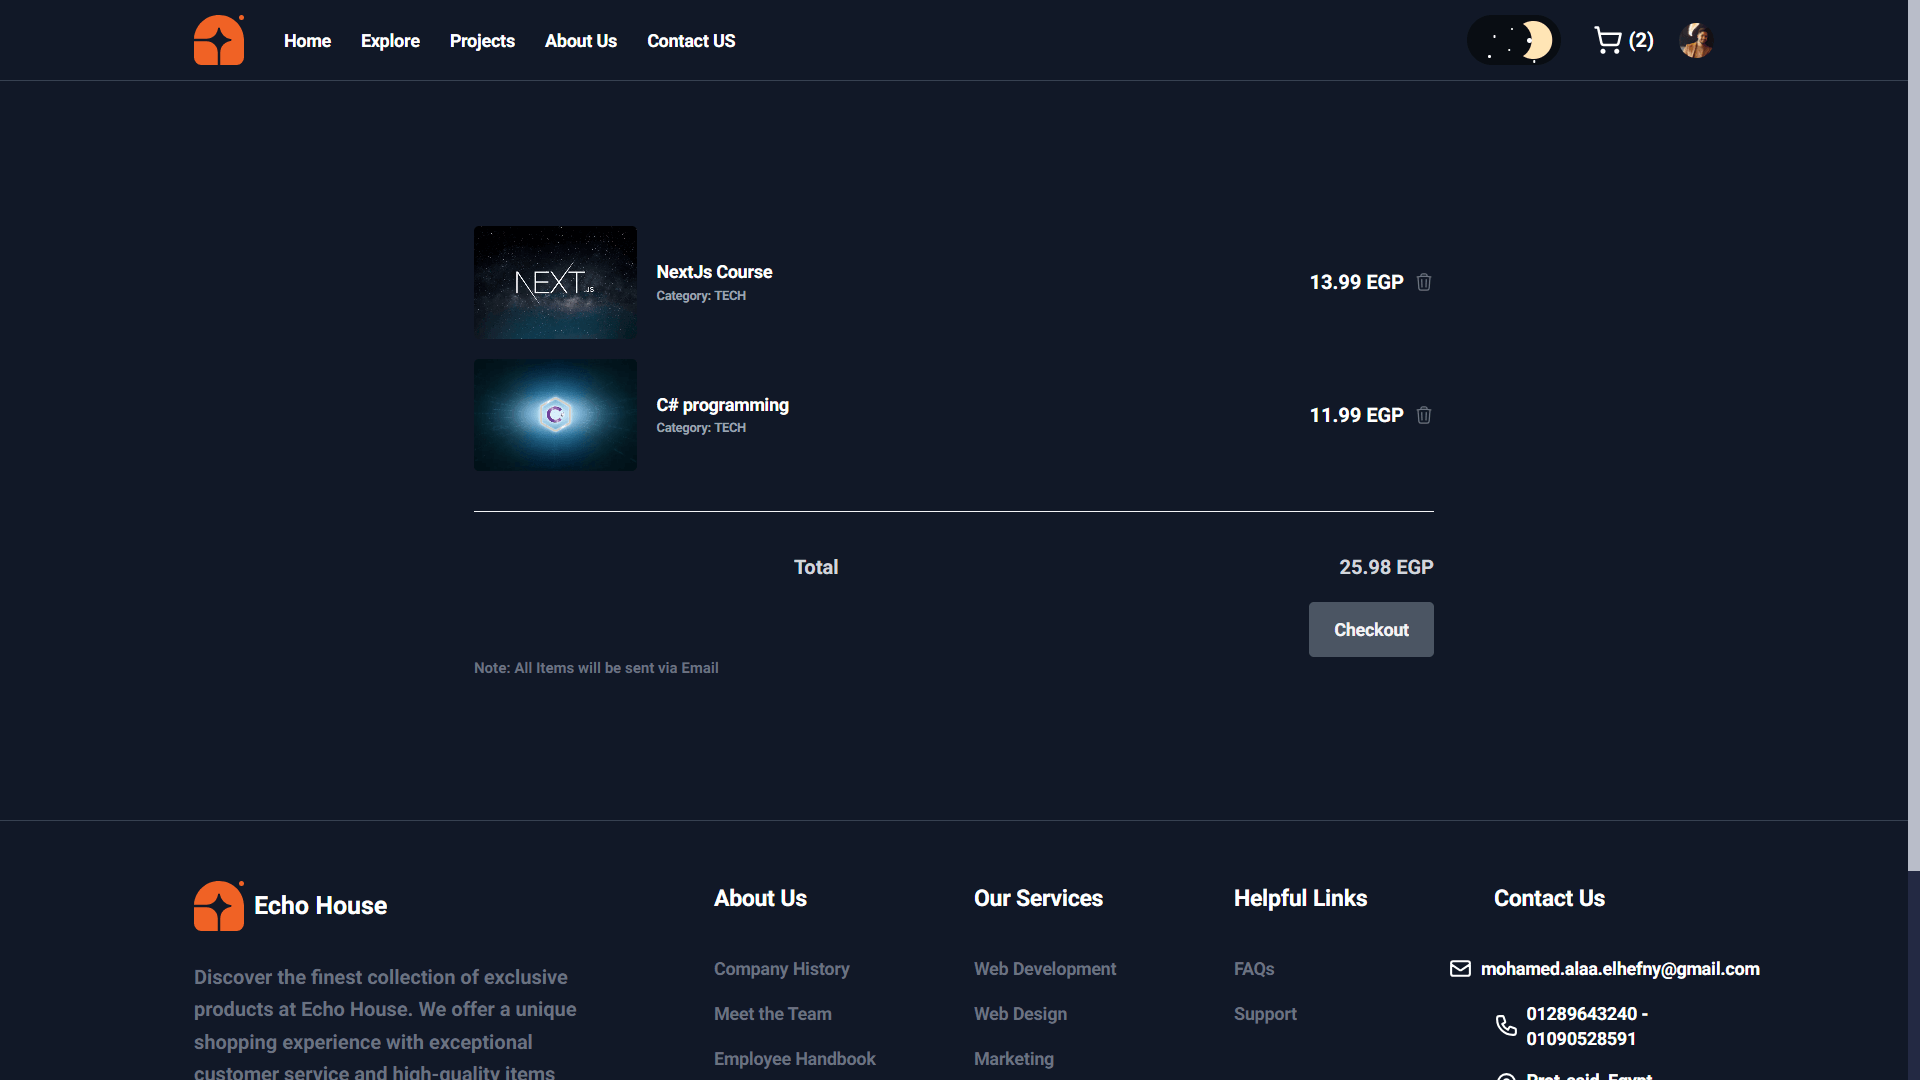 Home Explore Projects About Us Contact US (2)
NEXT.JS
NextJs Course
Category: TECH
13.99 EGP
C
C# programming
Category: TECH
11.99 EGP
Total 25.98 EGP
Checkout
Note: All Items will be sent via Email
Echo House
Discover the finest collection of exclusive
products at Echo House. We offer a unique
shopping experience with exceptional
customer service and high-quality items
About Us
Company History
Meet the Team
Employee Handbook
Our Services
Web Development
Web Design
Marketing
Helpful Links
FAQs
Support
Contact Us
mohamed.alaa.elhefny@gmail.com
01289643240 -
01090528591
Prot-said, Egypt